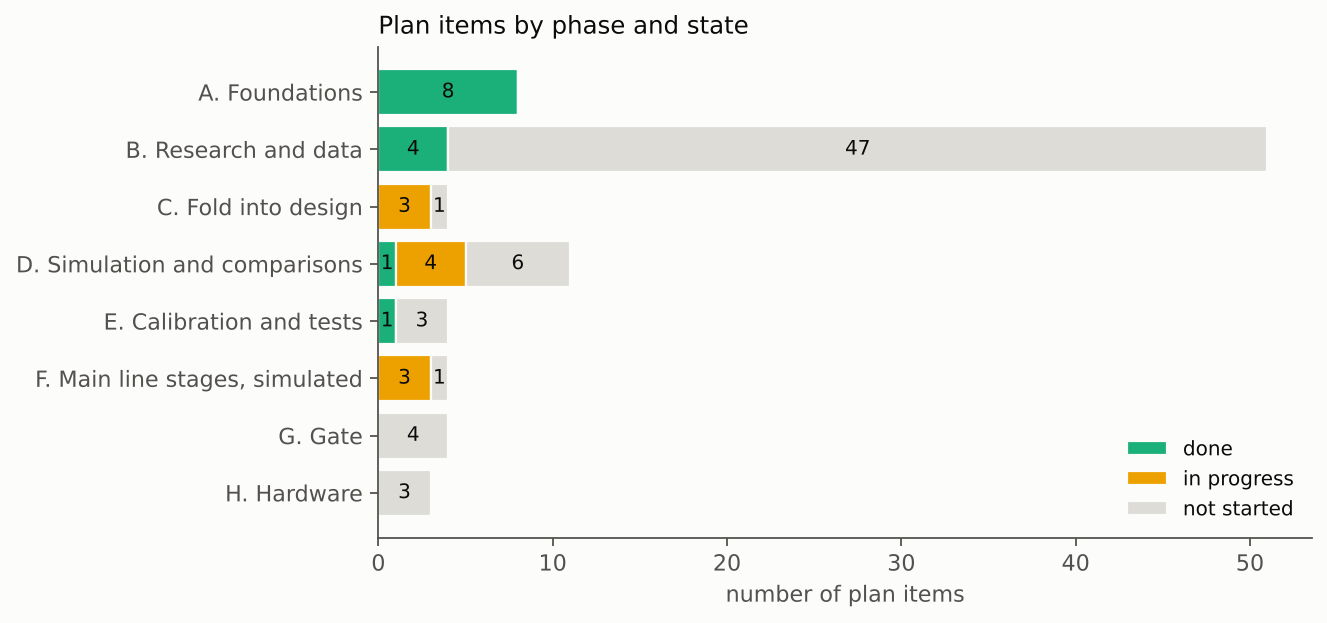 Plan items by phase and state
A. Foundations
8
B. Research and data
4 47
C. Fold into design
3 1
D. Simulation and comparisons
1 4 6
E. Calibration and tests
1 3
F. Main line stages, simulated
3 1
G. Gate
4
H. Hardware
3
done
in progress
not started
0 10 20 30 40 50
number of plan items